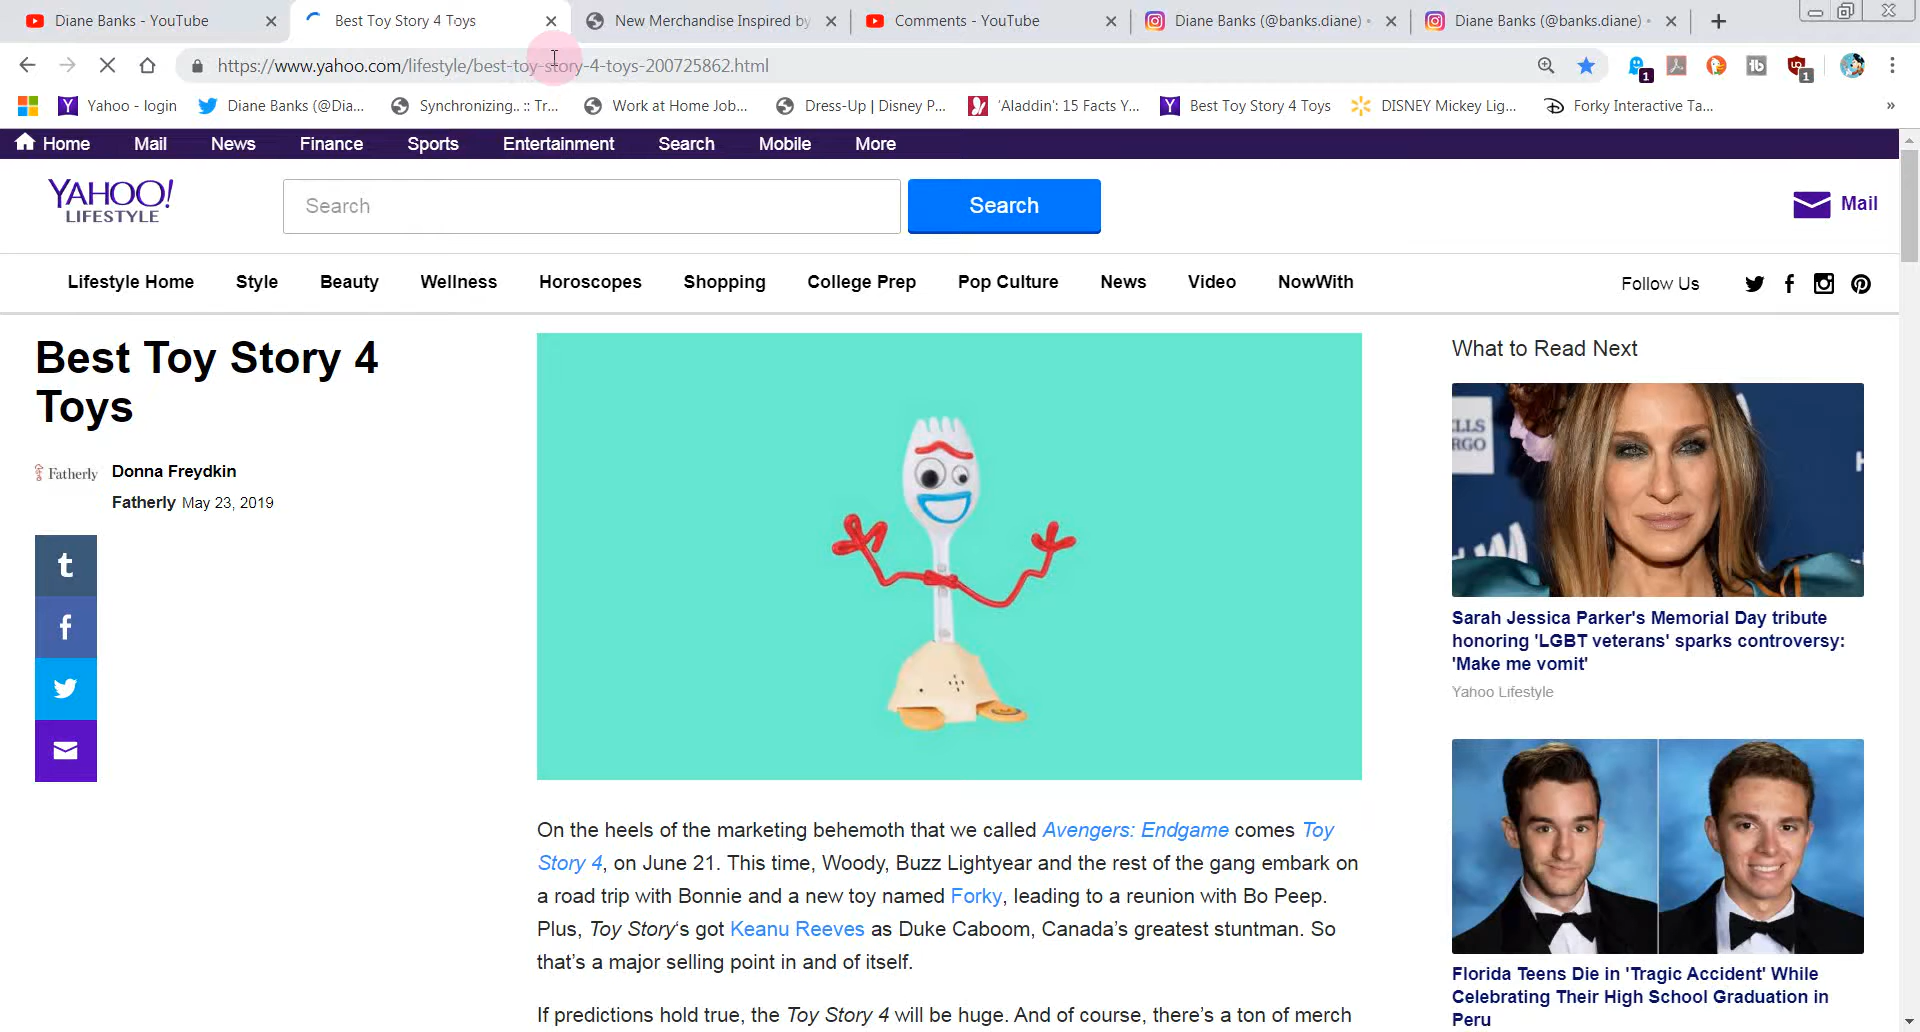 Diane Banks - YouTube
Best Toy Story 4 Toys
New Merchandise Inspired by
Comments - YouTube
Diane Banks (@banks.diane) •
Diane Banks (@banks.diane) •
https://www.yahoo.com/lifestyle/best-toy-story-4-toys-200725862.html
Yahoo - login
Diane Banks (@Dia...
Synchronizing.. :: Tr...
Work at Home Job...
Dress-Up | Disney P...
'Aladdin': 15 Facts Y...
Best Toy Story 4 Toys
DISNEY Mickey Lig...
Forky Interactive Ta...
»
Home
Mail
News
Finance
Sports
Entertainment
Search
Mobile
More
YAHOO!
LIFESTYLE
Search
Search
Mail
Lifestyle Home
Style
Beauty
Wellness
Horoscopes
Shopping
College Prep
Pop Culture
News
Video
NowWith
Follow Us
Best Toy Story 4
Toys
Fatherly
Donna Freydkin
Fatherly May 23, 2019
On the heels of the marketing behemoth that we called Avengers: Endgame comes Toy
Story 4, on June 21. This time, Woody, Buzz Lightyear and the rest of the gang embark on
a road trip with Bonnie and a new toy named Forky, leading to a reunion with Bo Peep.
Plus, Toy Story's got Keanu Reeves as Duke Caboom, Canada's greatest stuntman. So
that's a major selling point in and of itself.
If predictions hold true, the Toy Story 4 will be huge. And of course, there's a ton of merch
What to Read Next
LLS
RGO
Sarah Jessica Parker's Memorial Day tribute
honoring 'LGBT veterans' sparks controversy:
'Make me vomit'
Yahoo Lifestyle
Florida Teens Die in 'Tragic Accident' While
Celebrating Their High School Graduation in
Peru